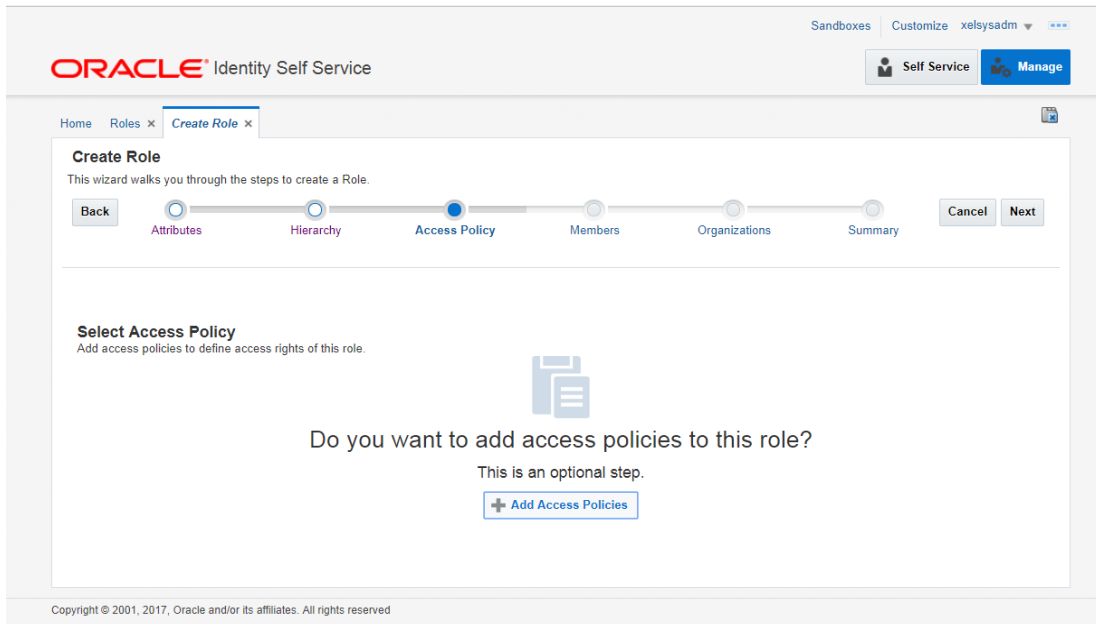 Sandboxes Customize xelsysadm
ORACLE Identity Self Service
Self Service Manage
Home Roles × Create Role ×
Create Role
This wizard walks you through the steps to create a Role.
Back Cancel Next
Attributes Hierarchy Access Policy Members Organizations Summary
Select Access Policy
Add access policies to define access rights of this role.
Do you want to add access policies to this role?
This is an optional step.
Add Access Policies
Copyright © 2001, 2017, Oracle and/or its affiliates. All rights reserved